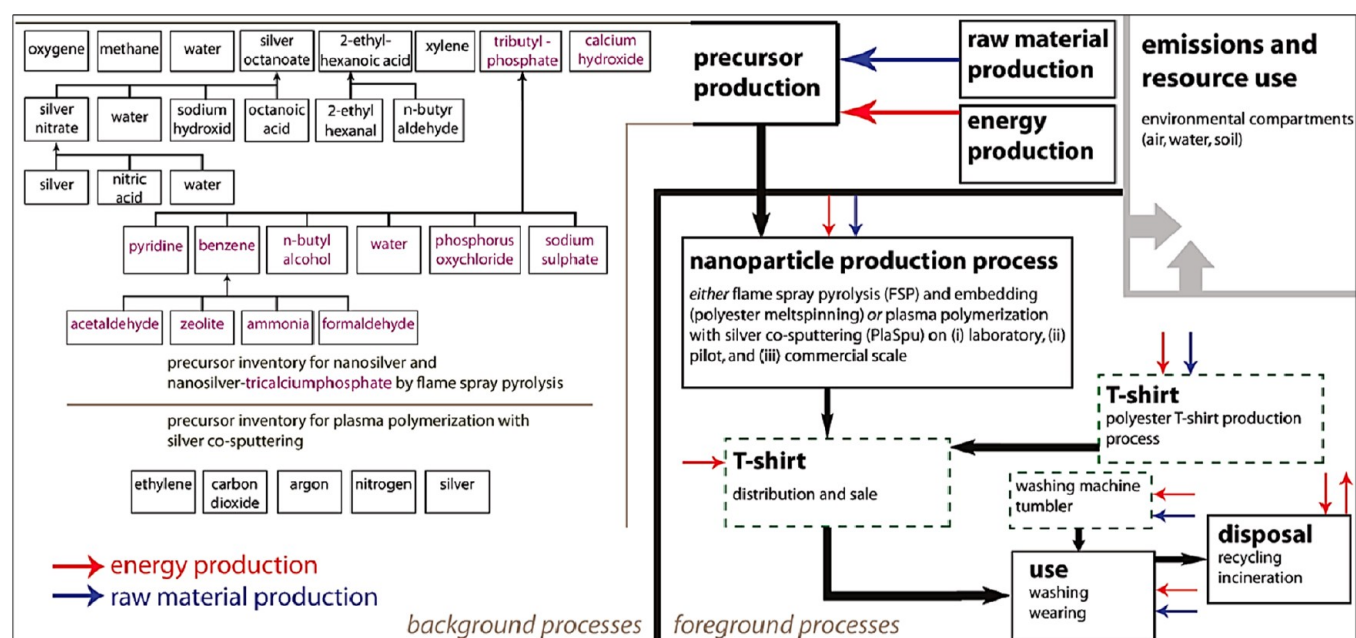 oxygene
methane
water
silver
octanoate
2-ethyl-
hexanoic acid
xylene
tributyl -
phosphate
calcium
hydroxide
silver
nitrate
water
sodium
hydroxid
octanoic
acid
2-ethyl
hexanal
n-butyr
aldehyde
silver
nitric
acid
water
pyridine
benzene
n-butyl
alcohol
water
phosphorus
oxychloride
sodium
sulphate
acetaldehyde
zeolite
ammonia
formaldehyde
precursor inventory for nanosilver and
nanosilver-tricalciumphosphate by flame spray pyrolysis
precursor inventory for plasma polymerization with
silver co-sputtering
ethylene
carbon
dioxide
argon
nitrogen
silver
energy production
raw material production
background processes
precursor
production
raw material
production
energy
production
emissions and
resource use
environmental compartments
(air, water, soil)
nanoparticle production process
either flame spray pyrolysis (FSP) and embedding
(polyester meltspinning) or plasma polymerization
with silver co-sputtering (PlaSpu) on (i) laboratory, (ii)
pilot, and (iii) commercial scale
T-shirt
polyester T-shirt production
process
T-shirt
distribution and sale
washing machine
tumbler
disposal
recycling
incineration
use
washing
wearing
foreground processes